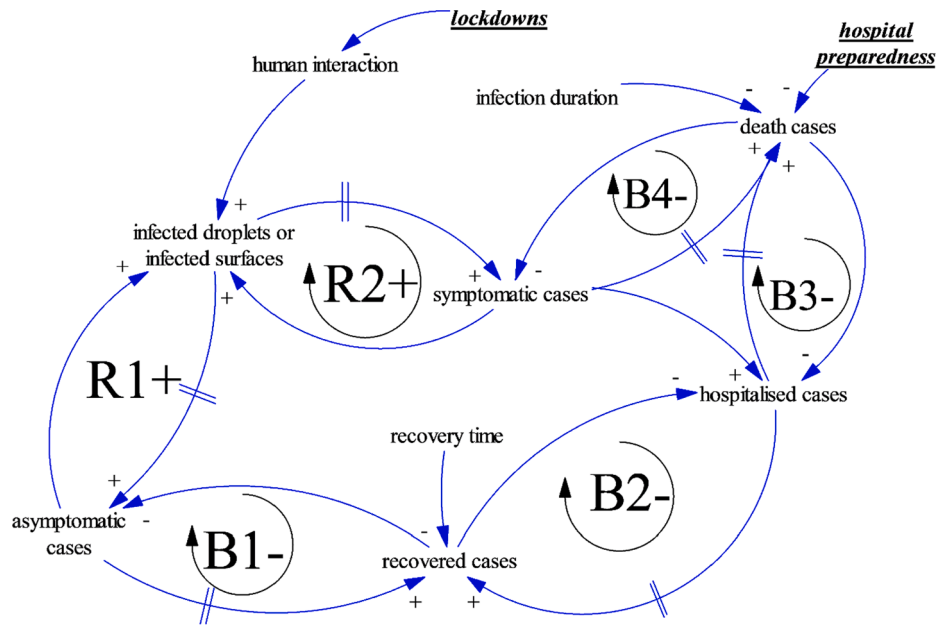 lockdowns
-
human interaction
hospital
preparedness
infection duration
-
-
death cases
+
+
B4-
+
infected droplets or
infected surfaces
+
+
R2+
+
-
symptomatic cases
B3-
R1+
-
+
-
hospitalised cases
recovery time
B2-
+
asymptomatic
cases
-
B1-
-
recovered cases
+
+